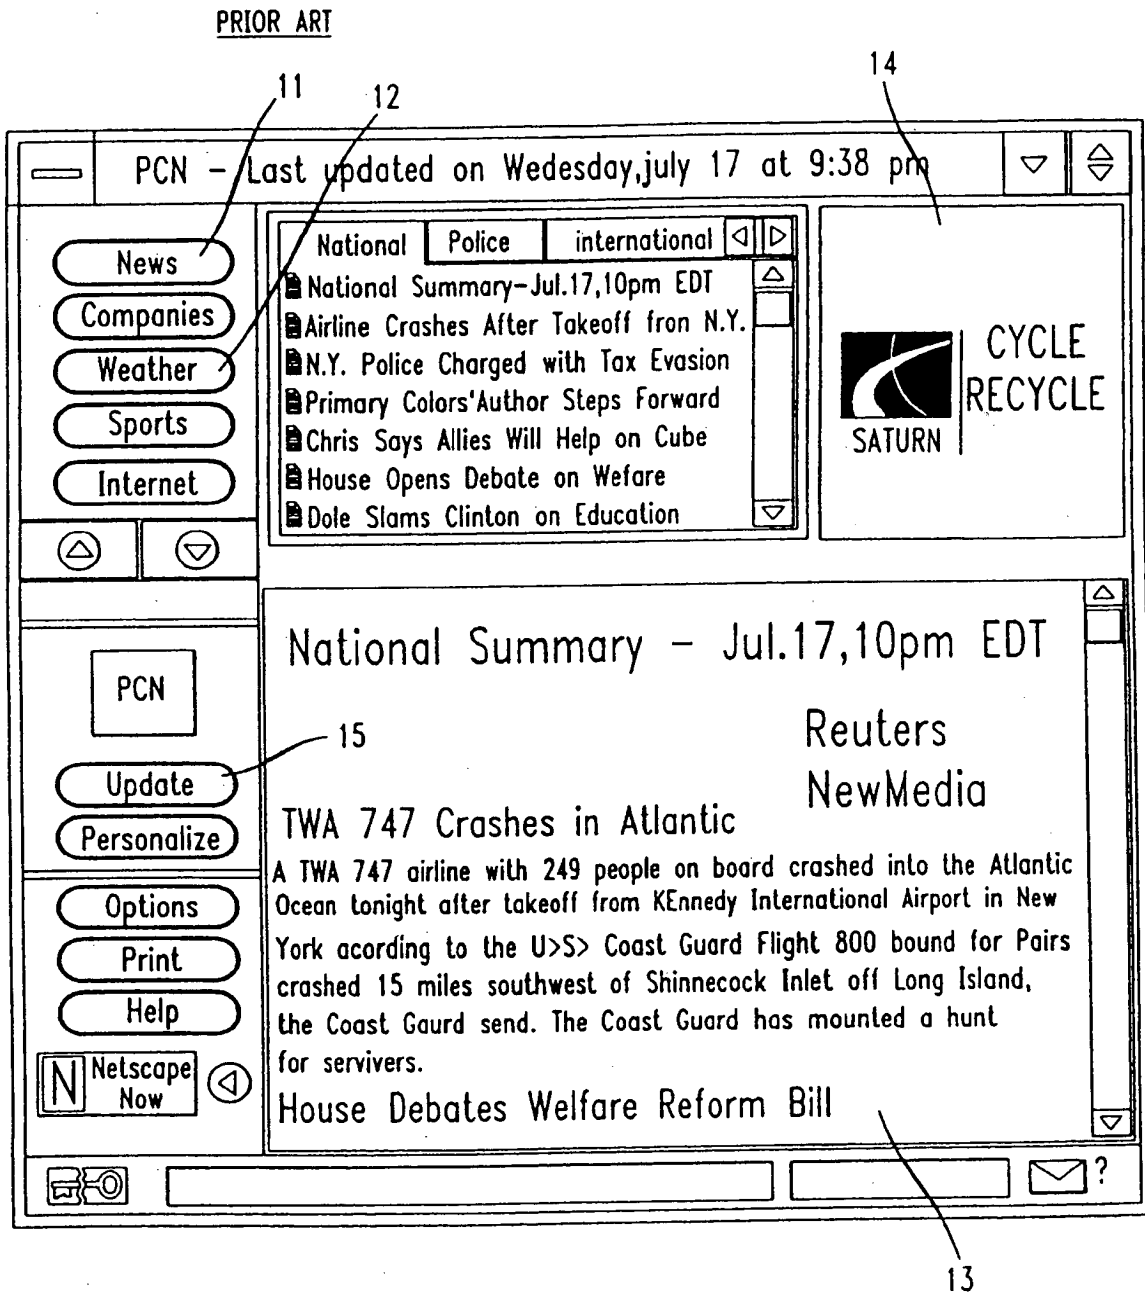 PRIOR ART
11
12
14
PCN - Last updated on Wedesday,july 17 at 9:38 pm
News
Companies
Weather
Sports
Internet
National Police international
National Summary-Jul.17,10pm EDT
Airline Crashes After Takeoff fron N.Y.
N.Y. Police Charged with Tax Evasion
Primary Colors'Author Steps Forward
Chris Says Allies Will Help on Cube
House Opens Debate on Wefare
Dole Slams Clinton on Education
SATURN
CYCLE
RECYCLE
PCN
15
Update
Personalize
Options
Print
Help
N Netscape
Now
National Summary - Jul.17,10pm EDT
Reuters
NewMedia
TWA 747 Crashes in Atlantic
A TWA 747 airline with 249 people on board crashed into the Atlantic
Ocean tonight after takeoff from KEnnedy International Airport in New
York acording to the U>S> Coast Guard Flight 800 bound for Pairs
crashed 15 miles southwest of Shinnecock Inlet off Long Island,
the Coast Gaurd send. The Coast Guard has mounted a hunt
for servivers.
House Debates Welfare Reform Bill
?
13